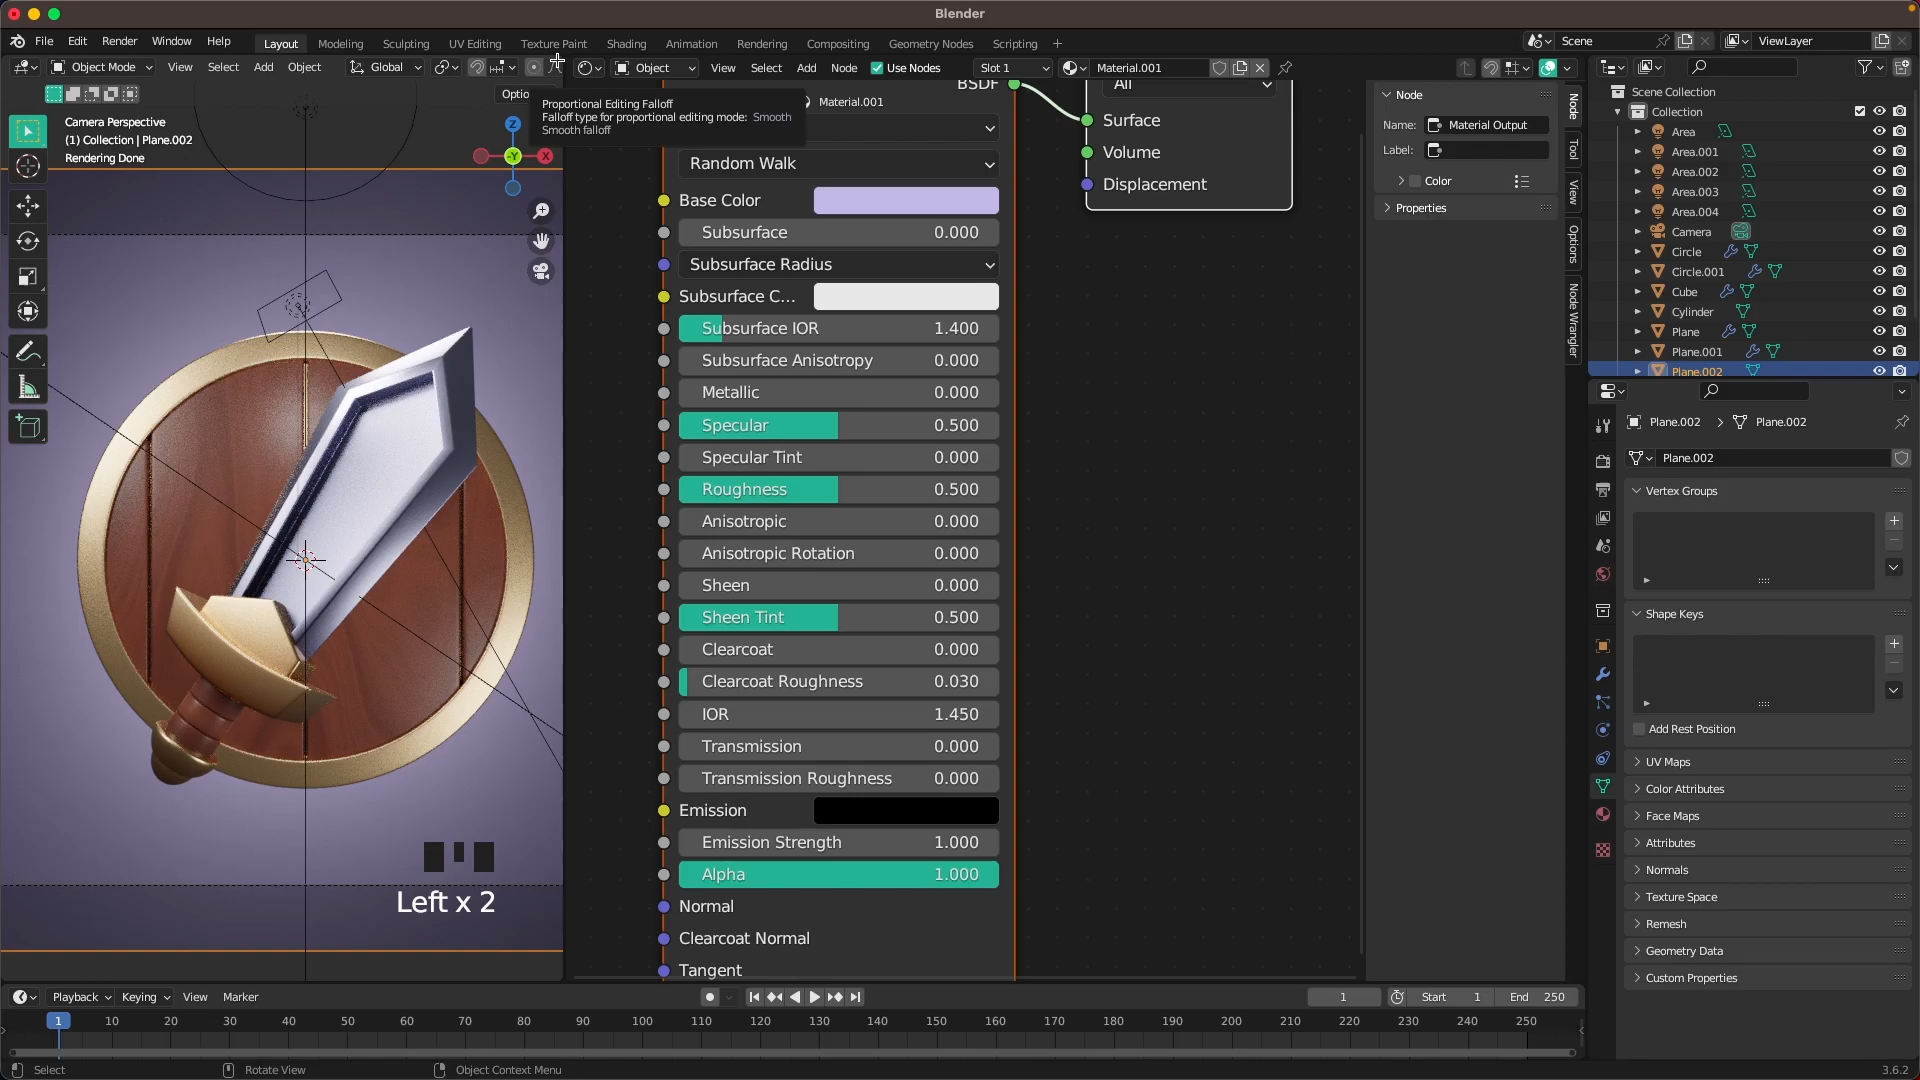 Blender
File Edit Render Window Help Layout Modeling Sculpting UV Editing Texture Paint Shading Animation Rendering Compositing Geometry Nodes Scripting + Scene ViewLayer
Object Mode View Select Add Object Global Object View Select Add Node Use Nodes Slot 1 Material.001
Optio
Proportional Editing Falloff
Falloff type for proportional editing mode: Smooth
Smooth falloff
Camera Perspective
(1) Collection | Plane.002
Rendering Done
Z
-Y
X
Material.001
BSDF
Random Walk
Base Color
Subsurface 0.000
Subsurface Radius
Subsurface C...
Subsurface IOR 1.400
Subsurface Anisotropy 0.000
Metallic 0.000
Specular 0.500
Specular Tint 0.000
Roughness 0.500
Anisotropic 0.000
Anisotropic Rotation 0.000
Sheen 0.000
Sheen Tint 0.500
Clearcoat 0.000
Clearcoat Roughness 0.030
IOR 1.450
Transmission 0.000
Transmission Roughness 0.000
Emission
Emission Strength 1.000
Alpha 1.000
Normal
Clearcoat Normal
Tangent
All
Surface
Volume
Displacement
Node
Name: Material Output
Label:
Color
Properties
Node
Tool
View
Options
Node Wrangler
Scene Collection
Collection
Area
Area.001
Area.002
Area.003
Area.004
Camera
Circle
Circle.001
Cube
Cylinder
Plane
Plane.001
Plane.002
Plane.002 > Plane.002
Plane.002
Vertex Groups
Shape Keys
Add Rest Position
UV Maps
Color Attributes
Face Maps
Attributes
Normals
Texture Space
Remesh
Geometry Data
Custom Properties
Left x 2
Playback Keying View Marker 1 Start 1 End 250
1 10 20 30 40 50 60 70 80 90 100 110 120 130 140 150 160 170 180 190 200 210 220 230 240 250
Select Rotate View Object Context Menu 3.6.2